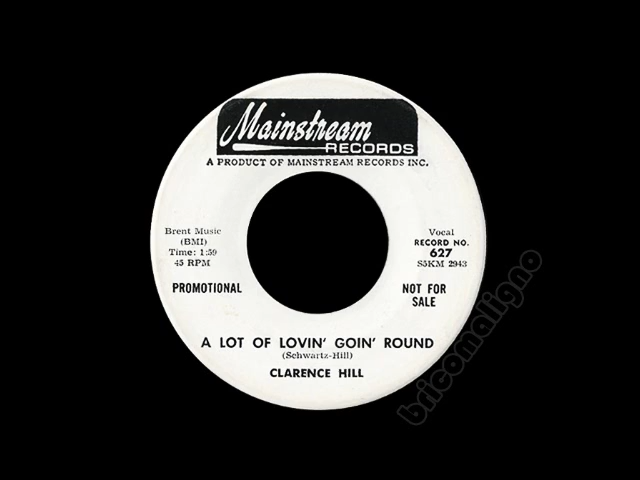 Mainstream
RECORDS
A PRODUCT OF MAINSTREAM RECORDS INC.
Brent Music
(BMI)
Time: 1:59
45 RPM
Vocal
RECORD NO.
627
S5KM 2943
PROMOTIONAL
NOT FOR
SALE
A LOT OF LOVIN' GOIN' ROUND
(Schwartz-Hill)
CLARENCE HILL
bricomaligno